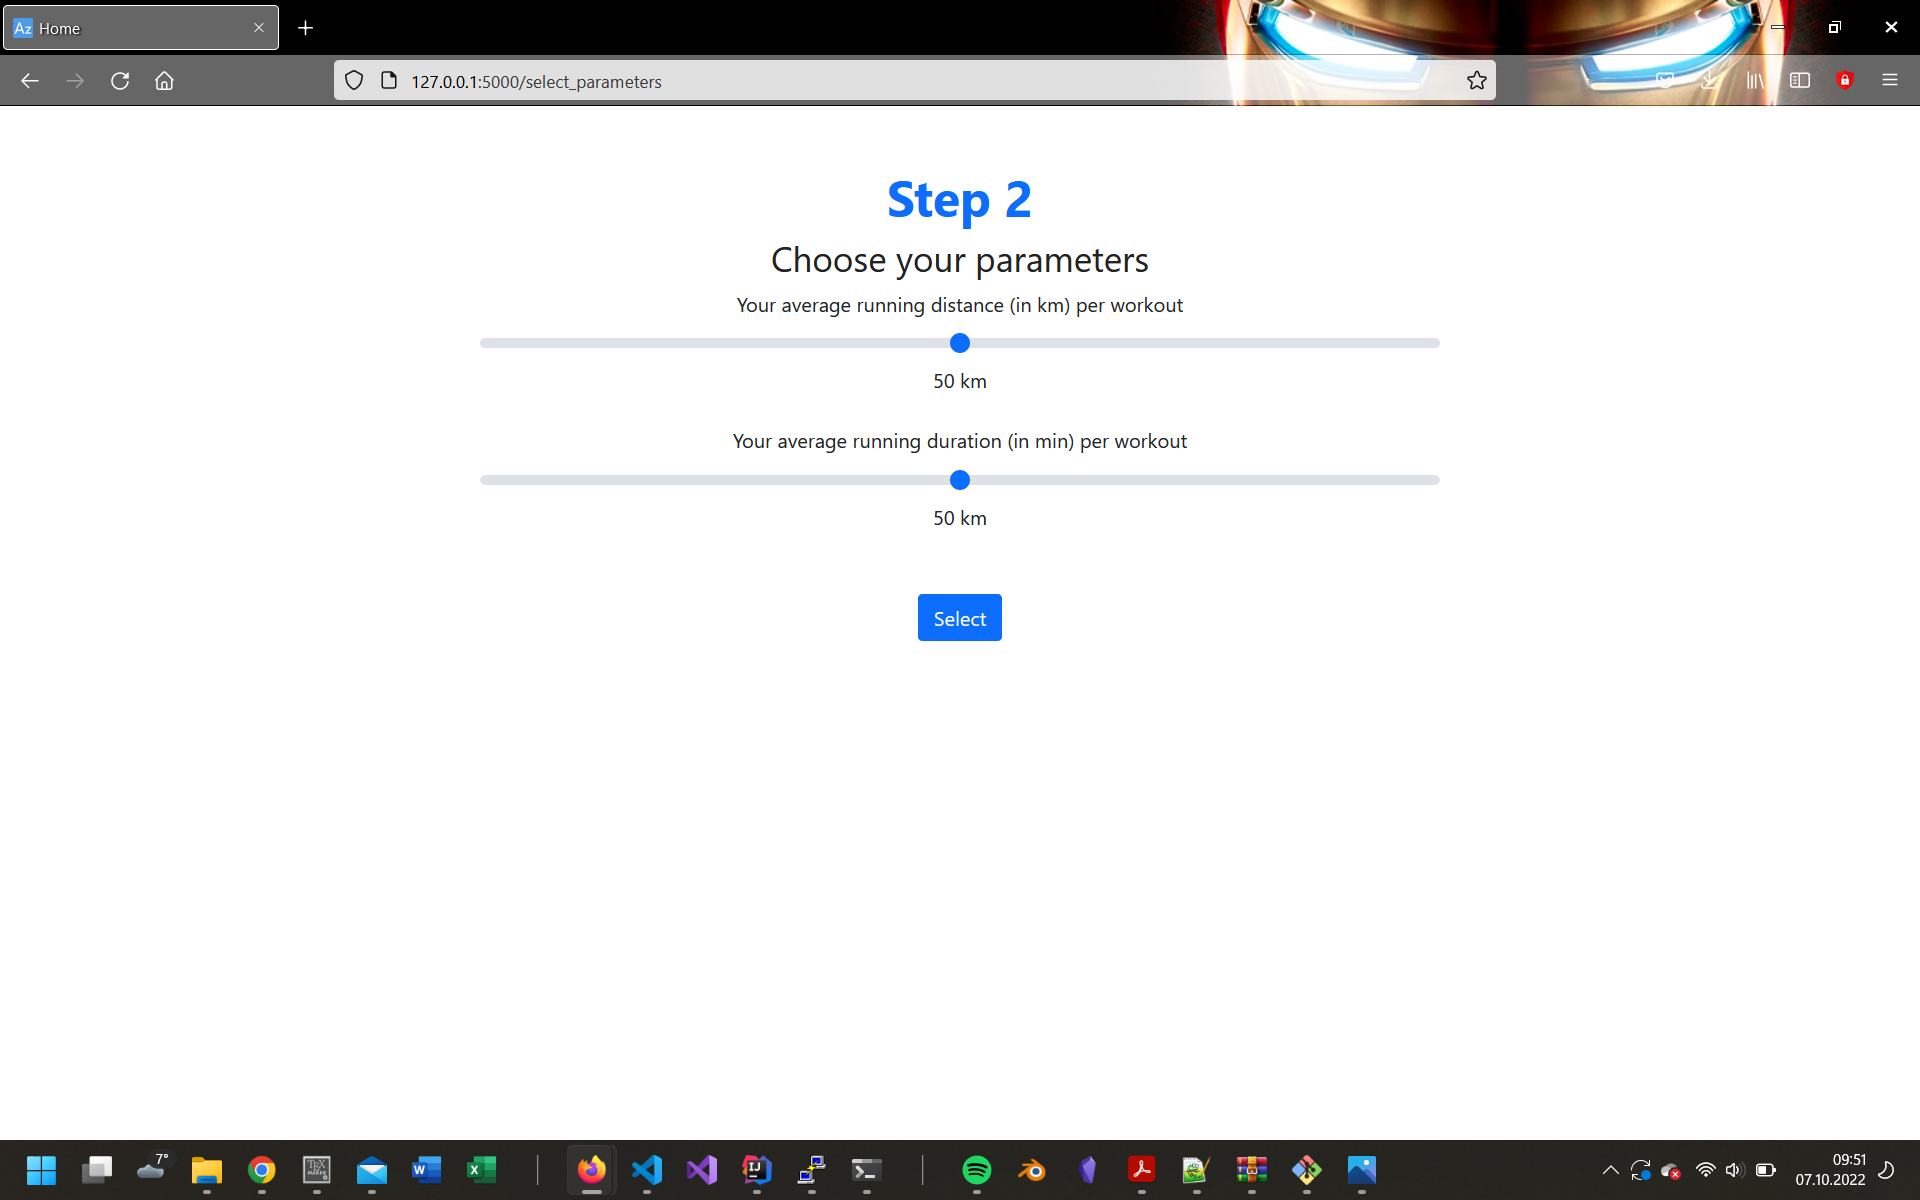 Az Home
127.0.0.1:5000/select_parameters
Step 2
Choose your parameters
Your average running distance (in km) per workout
50 km
Your average running duration (in min) per workout
50 km
Select
7°
09:51
07.10.2022